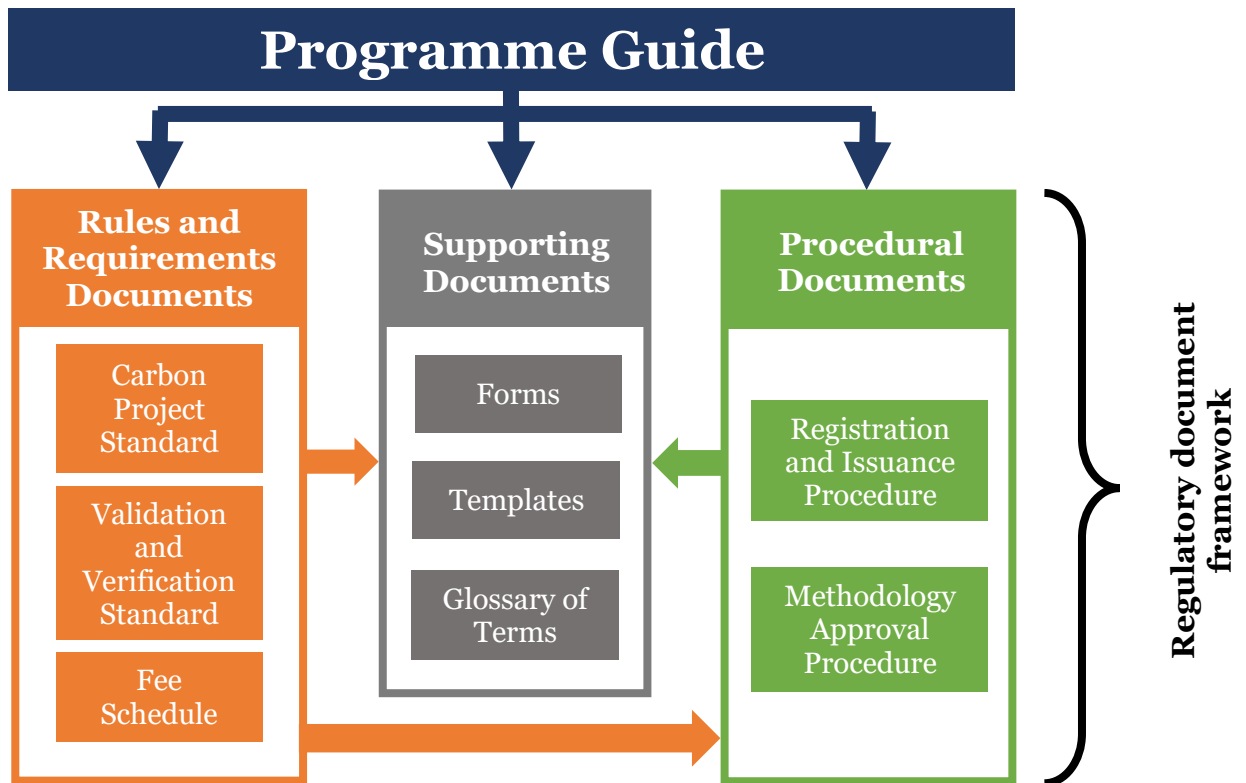 Programme Guide
Rules and
Requirements
Documents
Carbon
Project
Standard
Validation
and
Verification
Standard
Fee
Schedule
Supporting
Documents
Forms
Templates
Glossary of
Terms
Procedural
Documents
Registration
and Issuance
Procedure
Methodology
Approval
Procedure
Regulatory document
framework